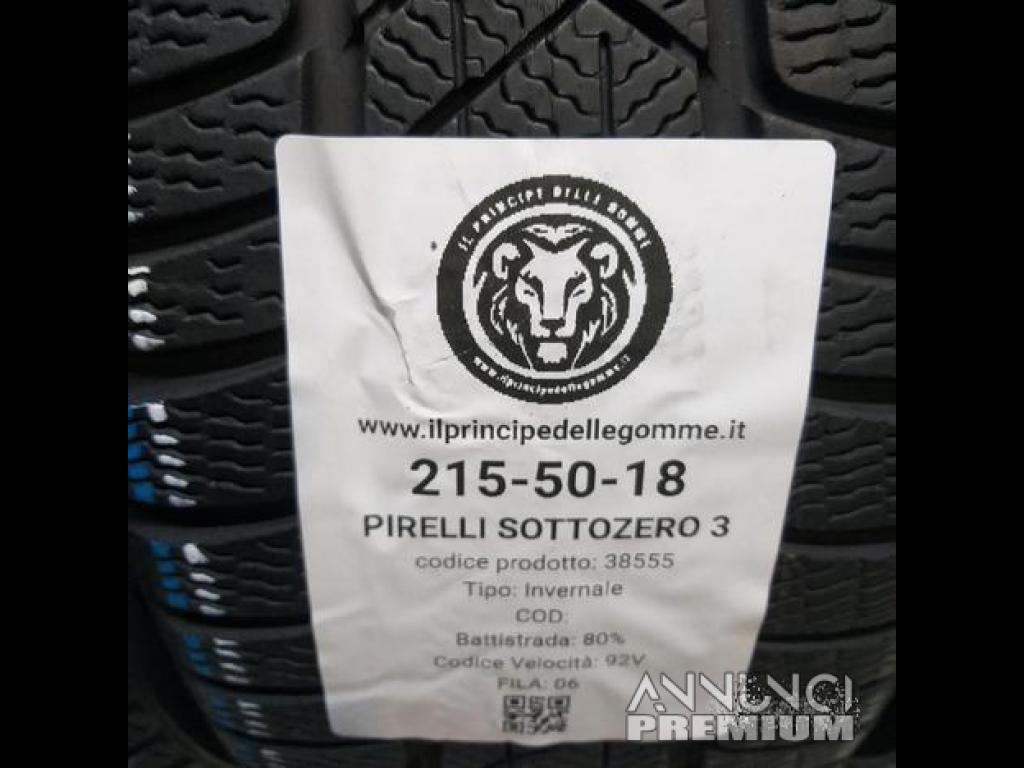 IL PRINCIPE DELLE GOMME
www.ilprincipedellegomme.it
www.ilprincipedellegomme.it
215-50-18
PIRELLI SOTTOZERO 3
codice prodotto: 38555
Tipo: Invernale
COD:
Battistrada: 80%
Codice Velocità: 92V
FILA: 06
ANNUNCI
PREMIUM